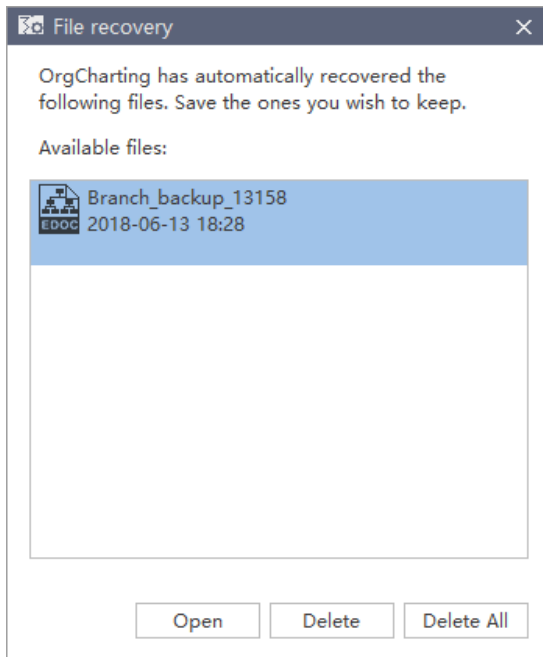 File recovery
OrgCharting has automatically recovered the
following files. Save the ones you wish to keep.
Available files:
Branch_backup_13158
EDOC
2018-06-13 18:28
Open
Delete
Delete All